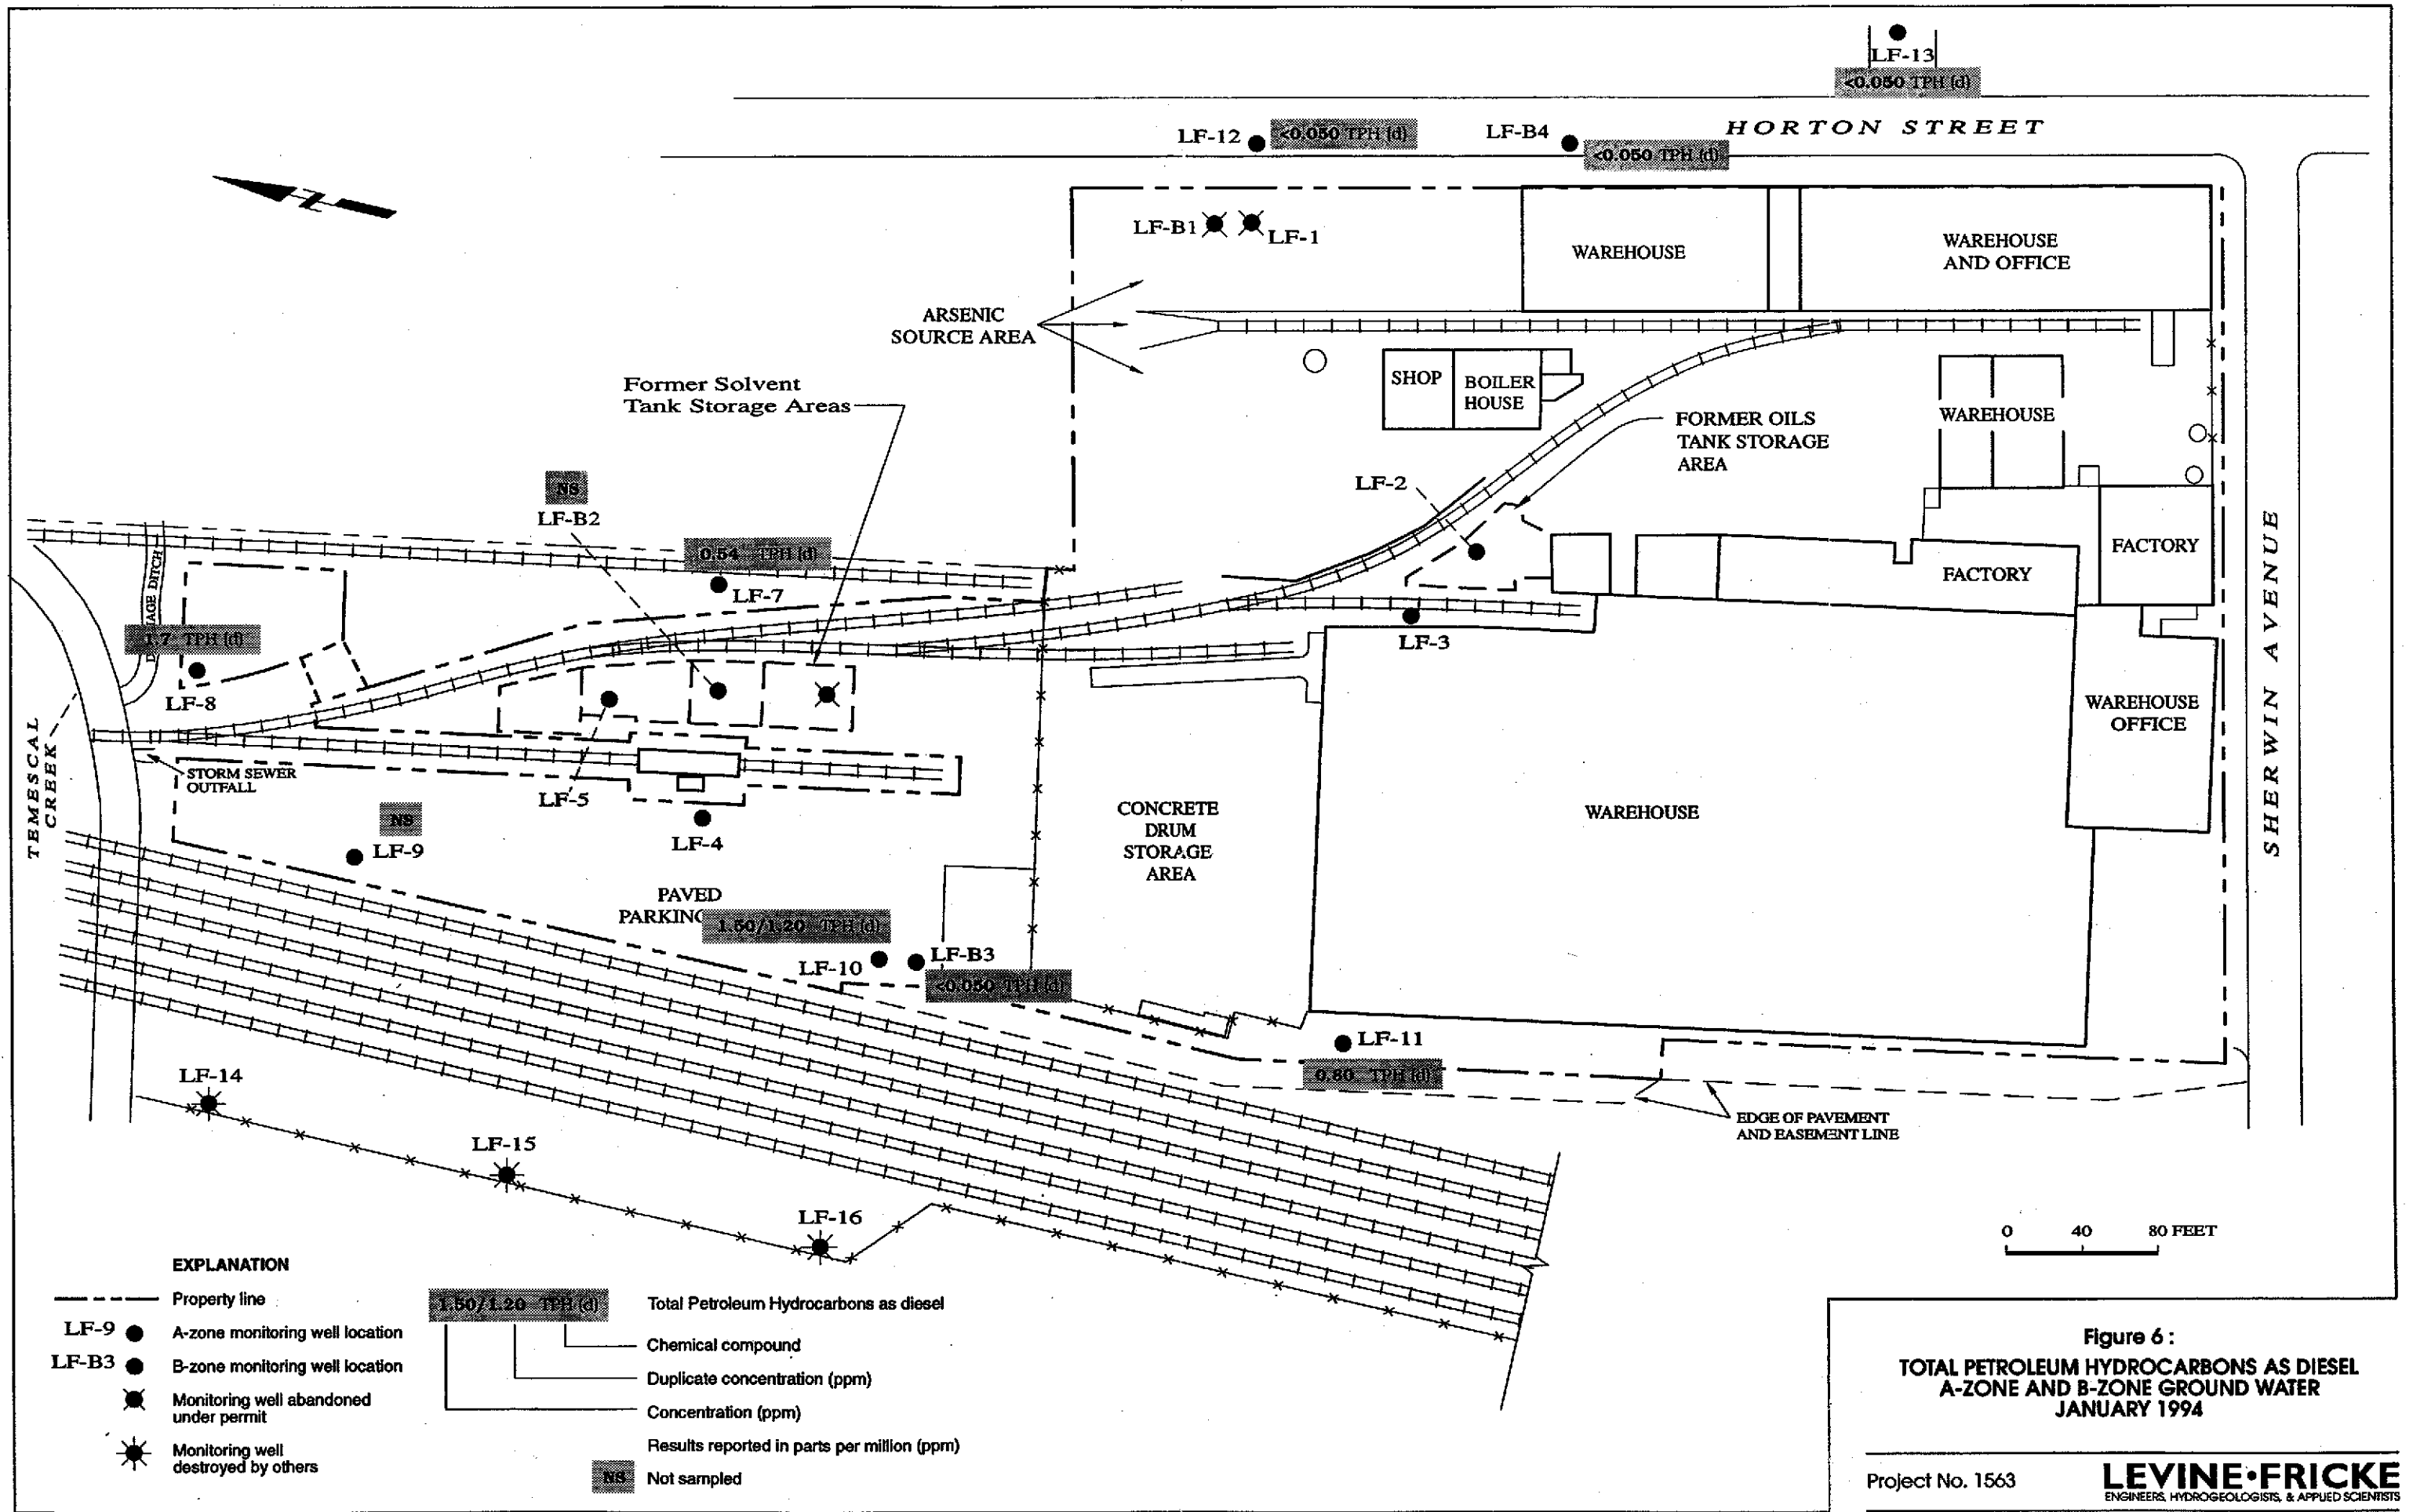 LF-13
<0.050 TPH (d)
LF-12
<0.050 TPH (d)
LF-B4
<0.050 TPH (d)
HORTON STREET
Z
LF-B1
LF-1
WAREHOUSE
WAREHOUSE
AND OFFICE
ARSENIC
SOURCE AREA
Former Solvent
Tank Storage Areas
SHOP
BOILER
HOUSE
FORMER OILS
TANK STORAGE
AREA
WAREHOUSE
LF-2
NS
LF-B2
0.54 TPH (d)
LF-7
FACTORY
FACTORY
SHERWIN AVENUE
AGE DITCH
1.7 TPH (d)
LF-8
LF-3
TEMESCAL
CREEK
STORM SEWER
OUTFALL
WAREHOUSE
OFFICE
LF-5
LF-4
NS
LF-9
CONCRETE
DRUM
STORAGE
AREA
WAREHOUSE
PAVED
PARKING
1.50/1.20 TPH (d)
LF-10
LF-B3
<0.050 TPH (d)
LF-11
0.80 TPH (d)
EDGE OF PAVEMENT
AND EASEMENT LINE
LF-14
LF-15
LF-16
0 40 80 FEET
EXPLANATION
Property line
LF-9 A-zone monitoring well location
LF-B3 B-zone monitoring well location
Monitoring well abandoned
under permit
Monitoring well
destroyed by others
1.50/1.20 TPH (d) Total Petroleum Hydrocarbons as diesel
Chemical compound
Duplicate concentration (ppm)
Concentration (ppm)
Results reported in parts per million (ppm)
NS Not sampled
Figure 6 :
TOTAL PETROLEUM HYDROCARBONS AS DIESEL
A-ZONE AND B-ZONE GROUND WATER
JANUARY 1994
Project No. 1563
LEVINE•FRICKE
ENGINEERS, HYDROGEOLOGISTS, & APPLIED SCIENTISTS